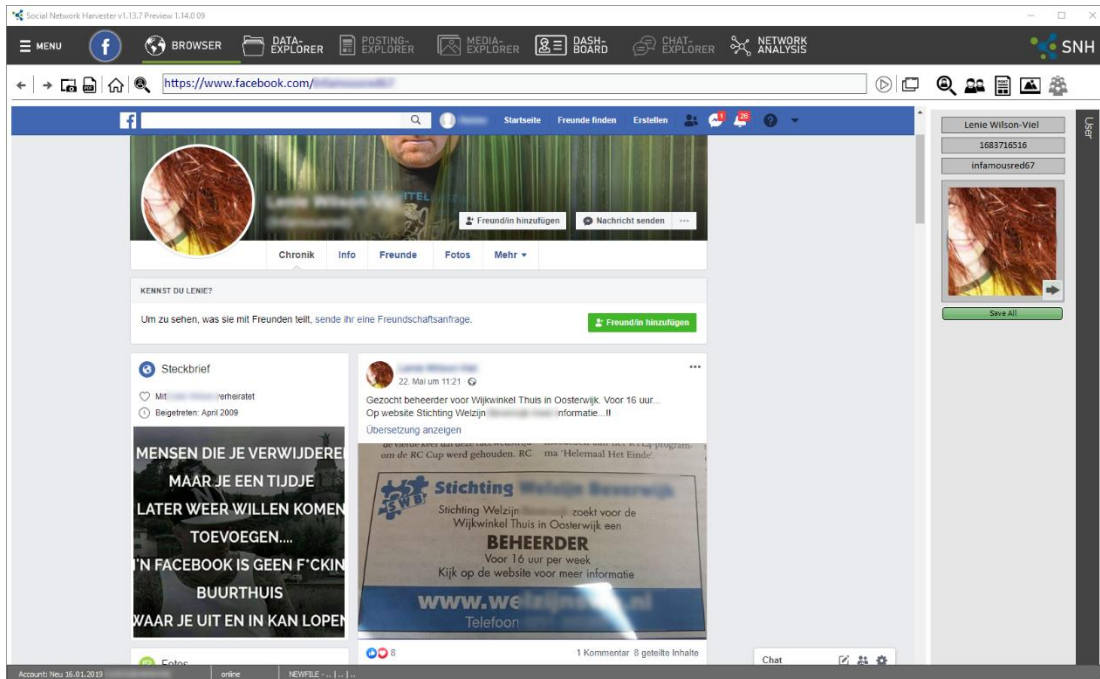 Social Network Harvester v1.13.7 Preview 1.14.0 09
MENU
BROWSER
DATA-
EXPLORER
POSTING-
EXPLORER
MEDIA-
EXPLORER
DASH-
BOARD
CHAT-
EXPLORER
NETWORK
ANALYSIS
SNH
https://www.facebook.com/
Startseite Freunde finden Erstellen 1 26
Freund/in hinzufügen
Nachricht senden
Chronik Info Freunde Fotos Mehr
KENNST DU LENIE?
Um zu sehen, was sie mit Freunden teilt, sende ihr eine Freundschaftsanfrage.
Freund/in hinzufügen
Steckbrief
Mit verheiratet
Beigetreten: April 2009
MENSEN DIE JE VERWIJDEREN
MAAR JE EEN TIJDJE
LATER WEER WILLEN KOMEN
TOEVOEGEN....
'N FACEBOOK IS GEEN F*CKIN
BUURTHUIS
WAAR JE UIT EN IN KAN LOPEN
Fotos
22. Mai um 11:21
Gezocht beheerder voor Wijkwinkel Thuis in Oosterwijk. Voor 16 uur...
Op website Stichting Welzijn informatie...!!
Übersetzung anzeigen
om de RC Cup werd gehouden. RC
ma 'Helemaal Het Einde'.
Stichting
SWB
Stichting Welzijn zoekt voor de
Wijkwinkel Thuis in Oosterwijk een
BEHEERDER
Voor 16 uur per week
Kijk op de website voor meer informatie
www.we
Telefoon
8
1 Kommentar 8 geteilte Inhalte
Chat
Lenie Wilson-Viel
1683716516
infamousred67
Save All
User
Account: Neu 16.01.2019
online
NEWFILE - .. | .. | ..